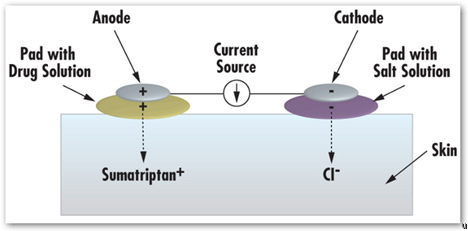 Anode
Cathode
Pad with
Drug Solution
Current
Source
Pad with
Salt Solution
+
+
-
-
Sumatriptan+
Cl-
Skin